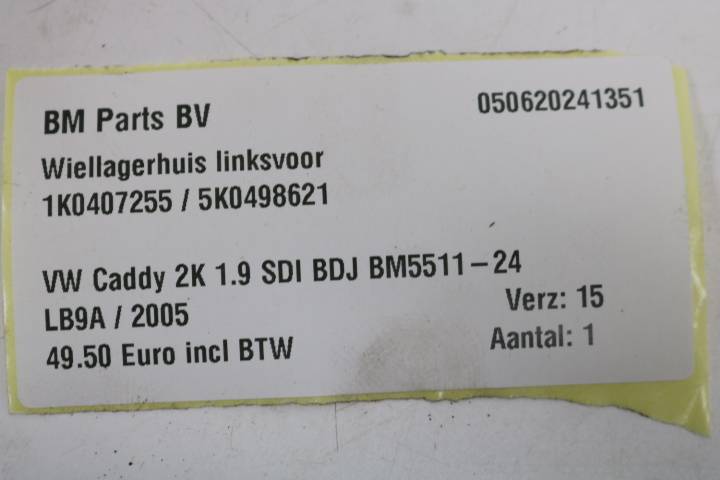 BM Parts BV
050620241351
Wiellagerhuis linksvoor
1K0407255 / 5K0498621
VW Caddy 2K 1.9 SDI BDJ BM5511-24
LB9A / 2005
Verz: 15
49.50 Euro incl BTW
Aantal: 1